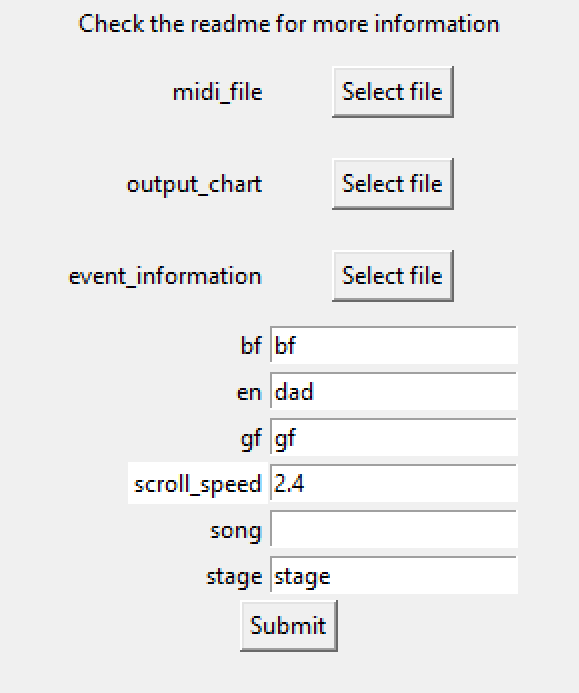 Check the readme for more information
midi_file Select file
output_chart Select file
event_information Select file
bf bf
en dad
gf gf
scroll_speed 2.4
song
stage stage
Submit